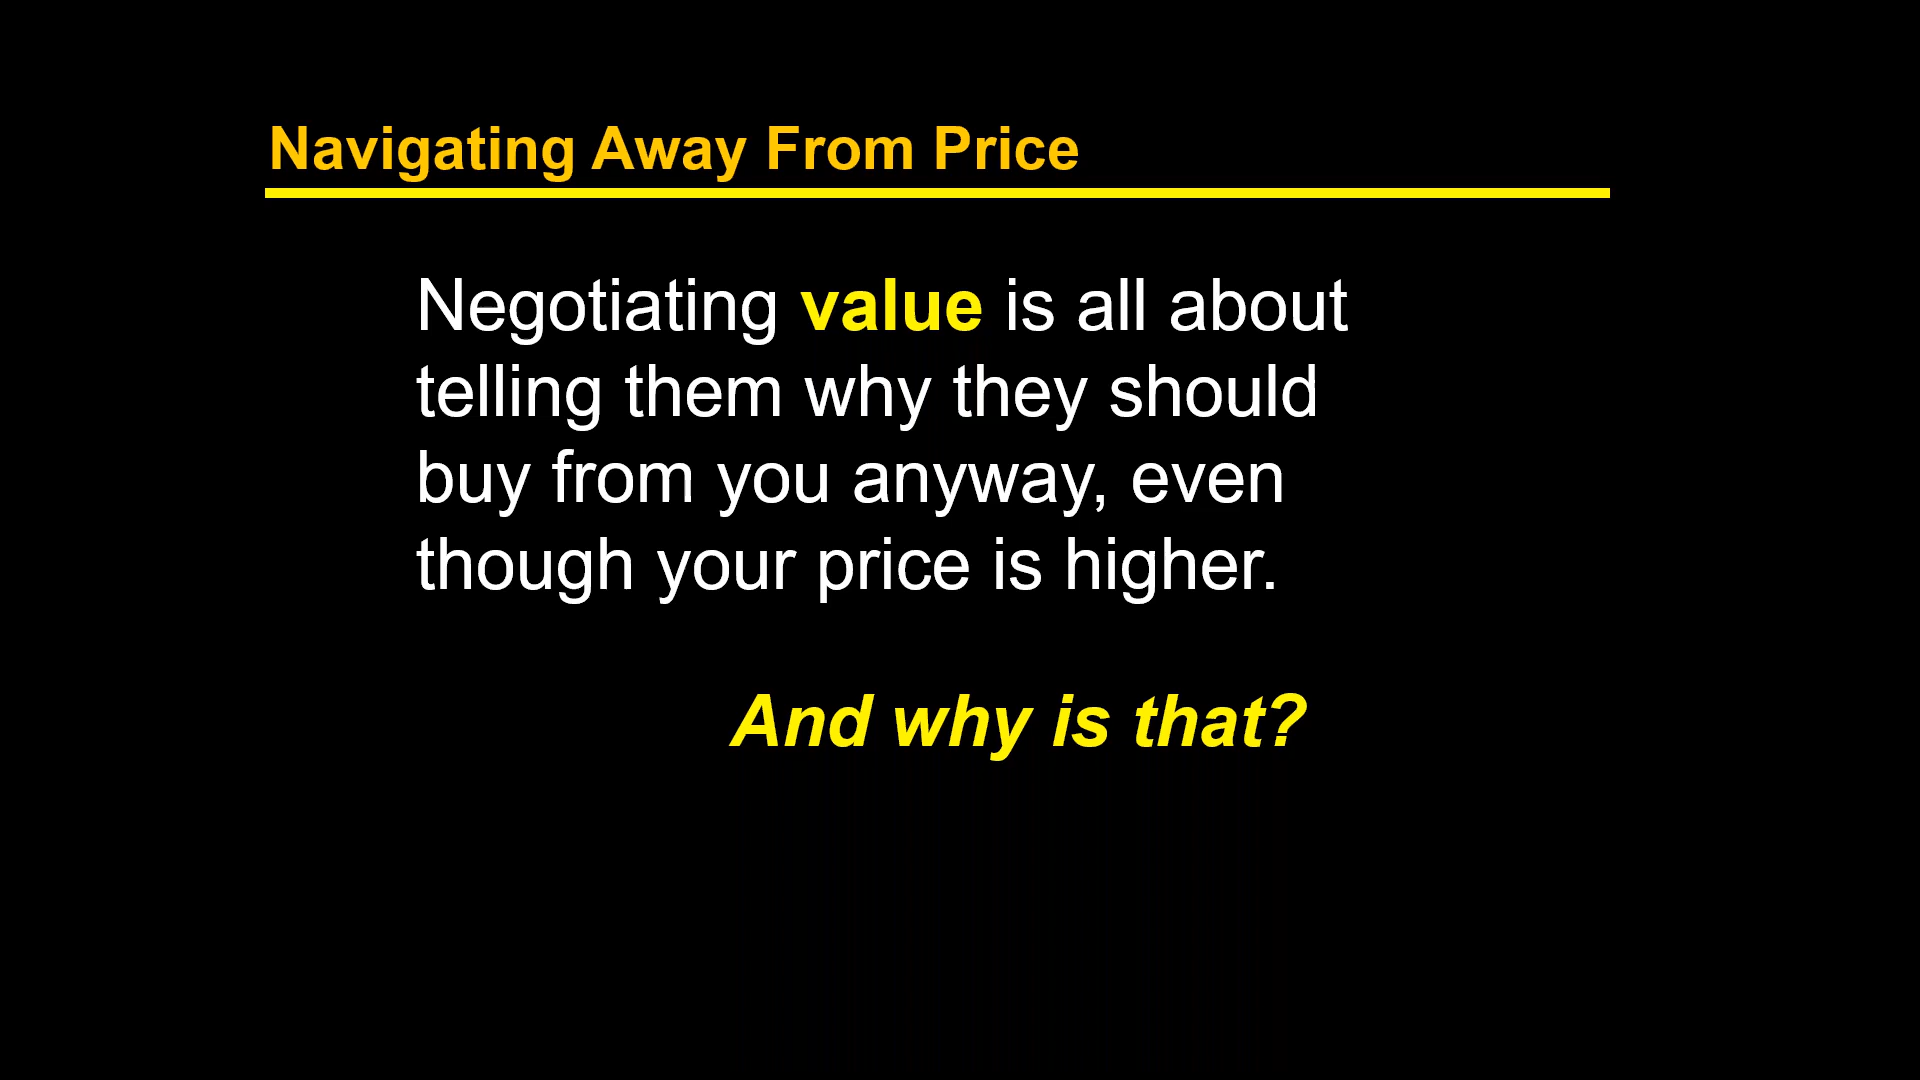 Navigating Away From Price
Negotiating value is all about
telling them why they should
buy from you anyway, even
though your price is higher.
And why is that?